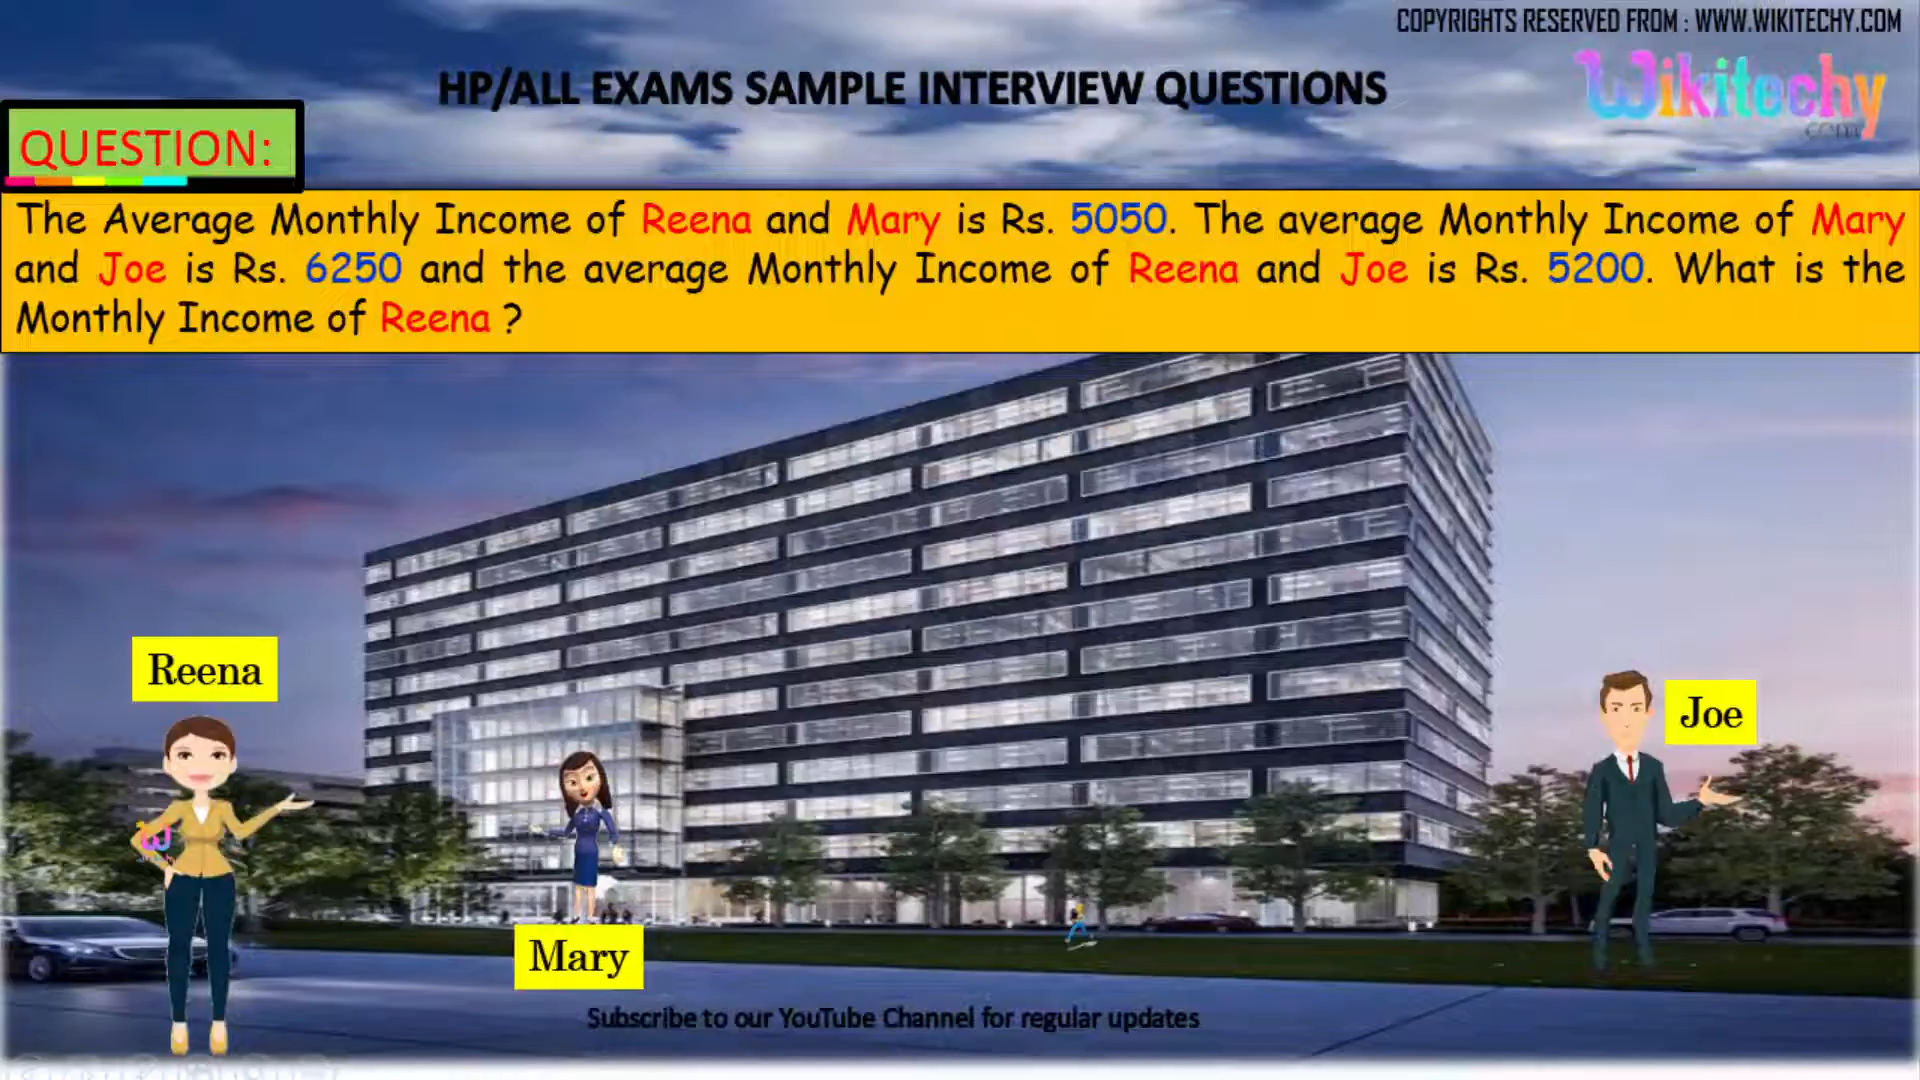 COPYRIGHTS RESERVED FROM : WWW.WIKITECHY.COM
Wikitechy
.com
HP/ALL EXAMS SAMPLE INTERVIEW QUESTIONS
QUESTION:
The Average Monthly Income of Reena and Mary is Rs. 5050. The average Monthly Income of Mary
and Joe is Rs. 6250 and the average Monthly Income of Reena and Joe is Rs. 5200. What is the
Monthly Income of Reena ?
Reena
Joe
Mary
Subscribe to our YouTube Channel for regular updates